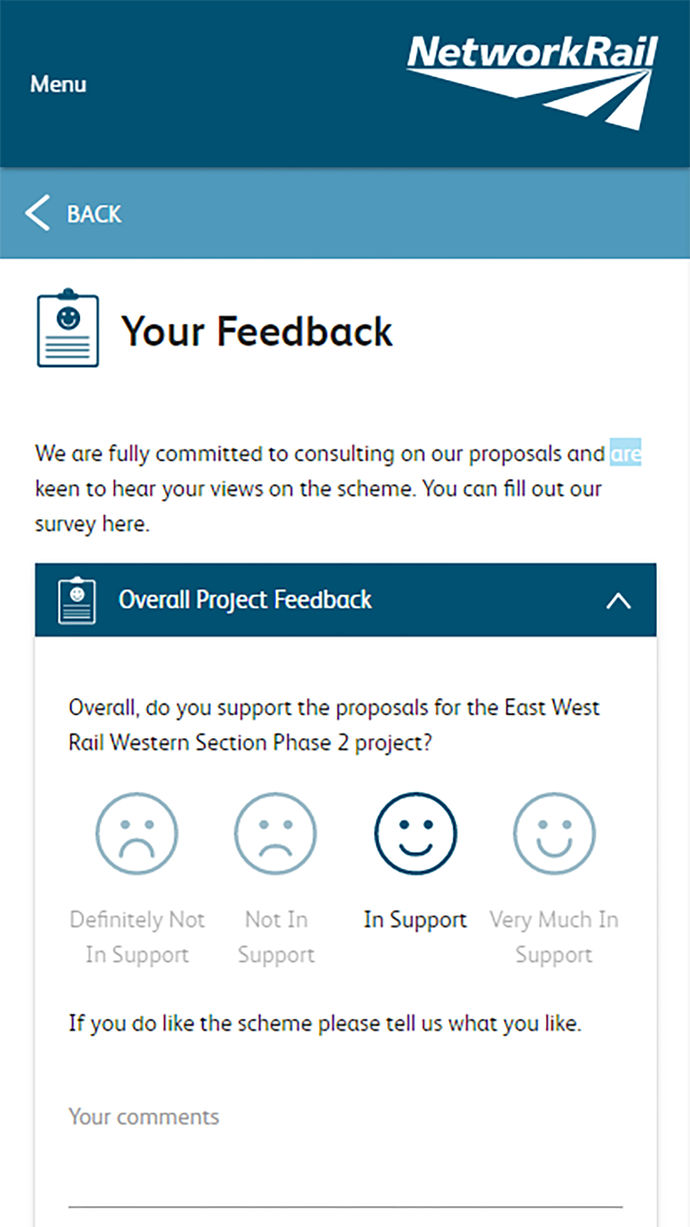 NetworkRail
Menu
BACK
Your Feedback
We are fully committed to consulting on our proposals and are
keen to hear your views on the scheme. You can fill out our
survey here.
Overall Project Feedback
Overall, do you support the proposals for the East West
Rail Western Section Phase 2 project?
Definitely Not
In Support
Not In
Support
In Support
Very Much In
Support
If you do like the scheme please tell us what you like.
Your comments